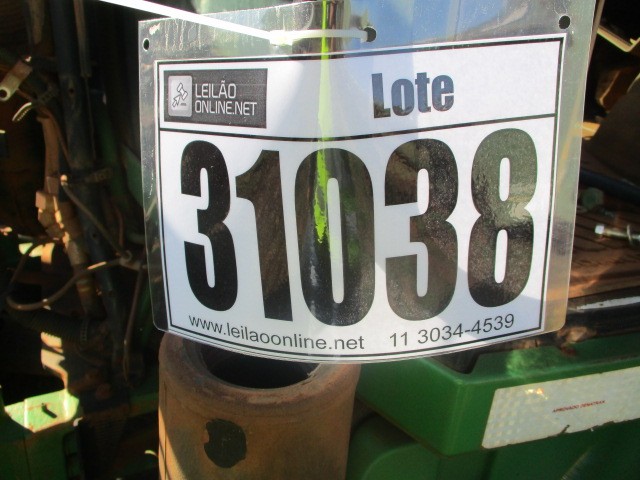 LEILÃO
ONLINE.NET
Lote
31038
www.leilaoonline.net
11 3034-4539